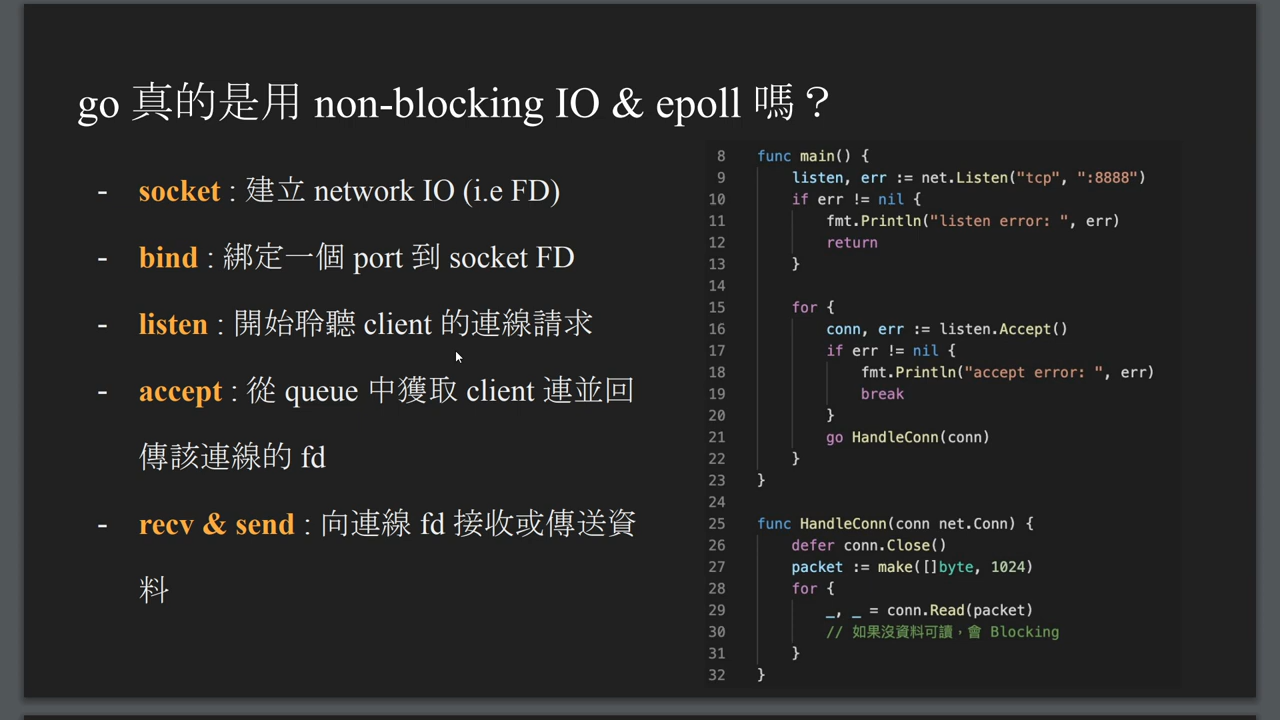 go 真的是用 non-blocking IO & epoll 嗎？
- socket : 建立 network IO (i.e FD)
- bind : 綁定一個 port 到 socket FD
- listen : 開始聆聽 client 的連線請求
- accept : 從 queue 中獲取 client 連並回
傳該連線的 fd
- recv & send : 向連線 fd 接收或傳送資
料
8 func main() {
9 listen, err := net.Listen("tcp", ":8888")
10 if err != nil {
11 fmt.Println("listen error: ", err)
12 return
13 }
14
15 for {
16 conn, err := listen.Accept()
17 if err != nil {
18 fmt.Println("accept error: ", err)
19 break
20 }
21 go HandleConn(conn)
22 }
23 }
24
25 func HandleConn(conn net.Conn) {
26 defer conn.Close()
27 packet := make([]byte, 1024)
28 for {
29 _, _ = conn.Read(packet)
30 // 如果沒資料可讀，會 Blocking
31 }
32 }